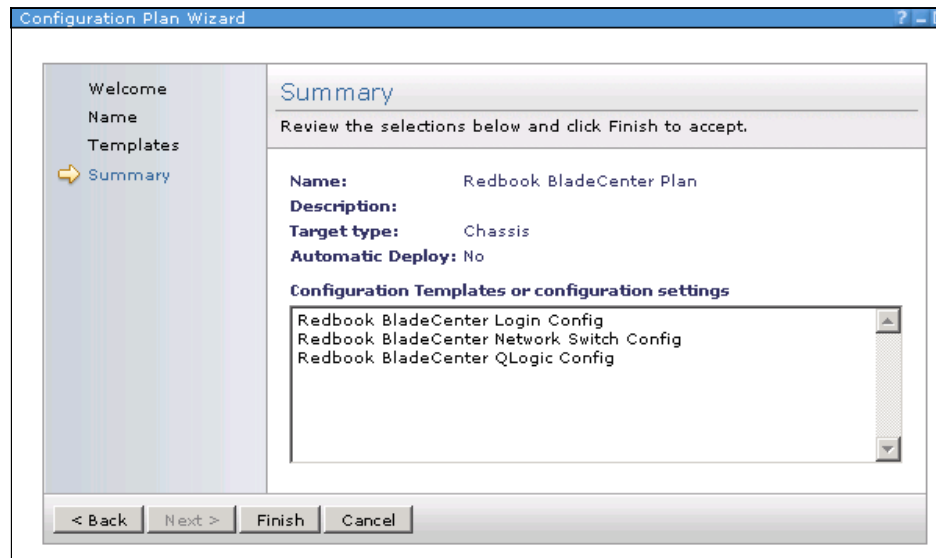 Configuration Plan Wizard ? –
Welcome
Name
Templates
Summary
Summary
Review the selections below and click Finish to accept.
Name: Redbook BladeCenter Plan
Description:
Target type: Chassis
Automatic Deploy: No
Configuration Templates or configuration settings
Redbook BladeCenter Login Config
Redbook BladeCenter Network Switch Config
Redbook BladeCenter QLogic Config
< Back Next > Finish Cancel